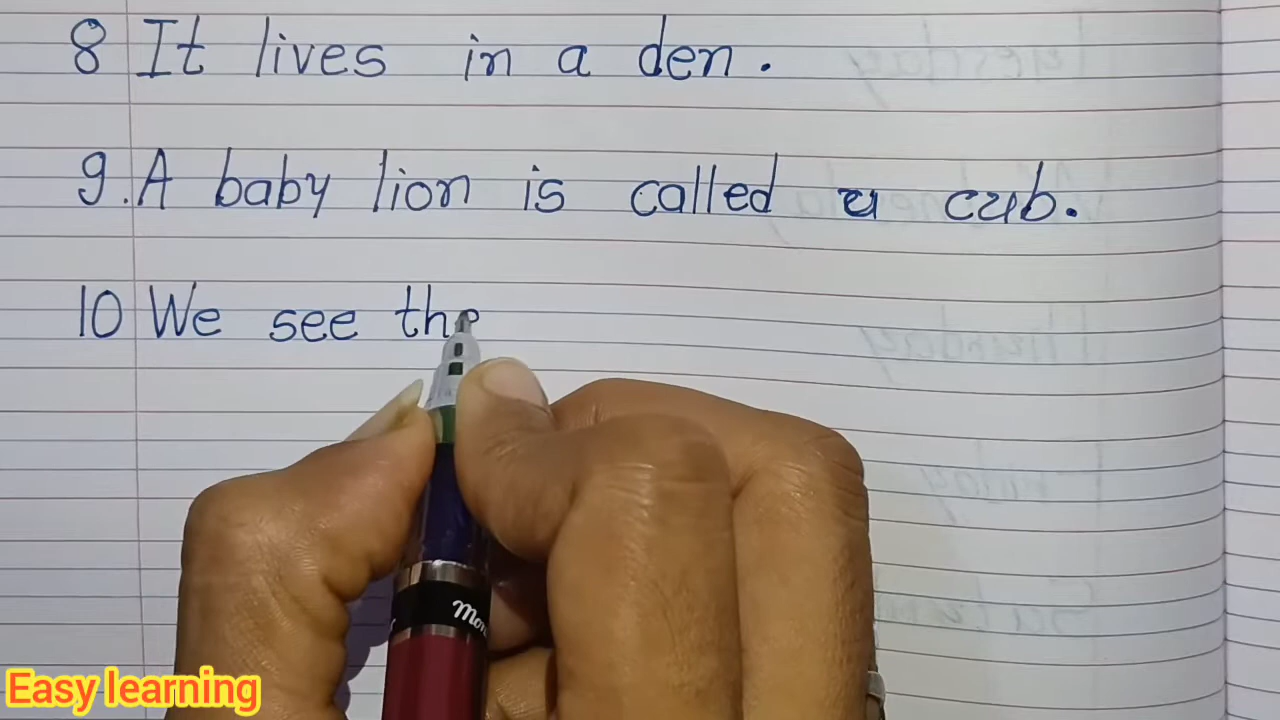 8 It lives in a den.
9. A baby lion is called a cub.
10 We see the
Easy learning